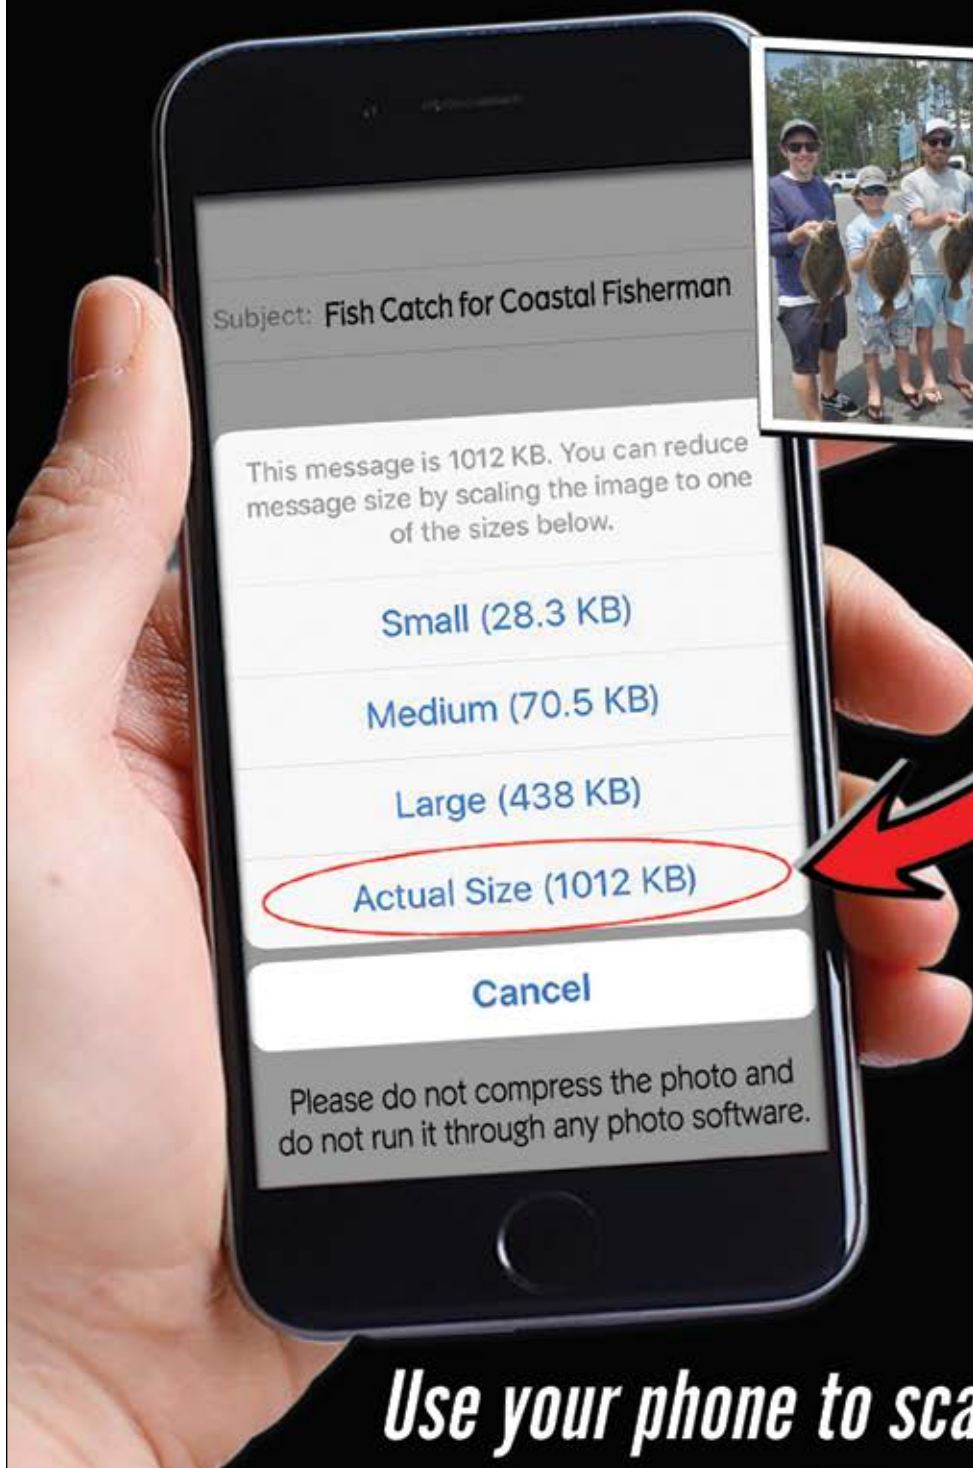 Subject: Fish Catch for Coastal Fisherman
This message is 1012 KB. You can reduce
message size by scaling the image to one
of the sizes below.
Small (28.3 KB)
Medium (70.5 KB)
Large (438 KB)
Actual Size (1012 KB)
Cancel
Please do not compress the photo and
do not run it through any photo software.
Use your phone to sca